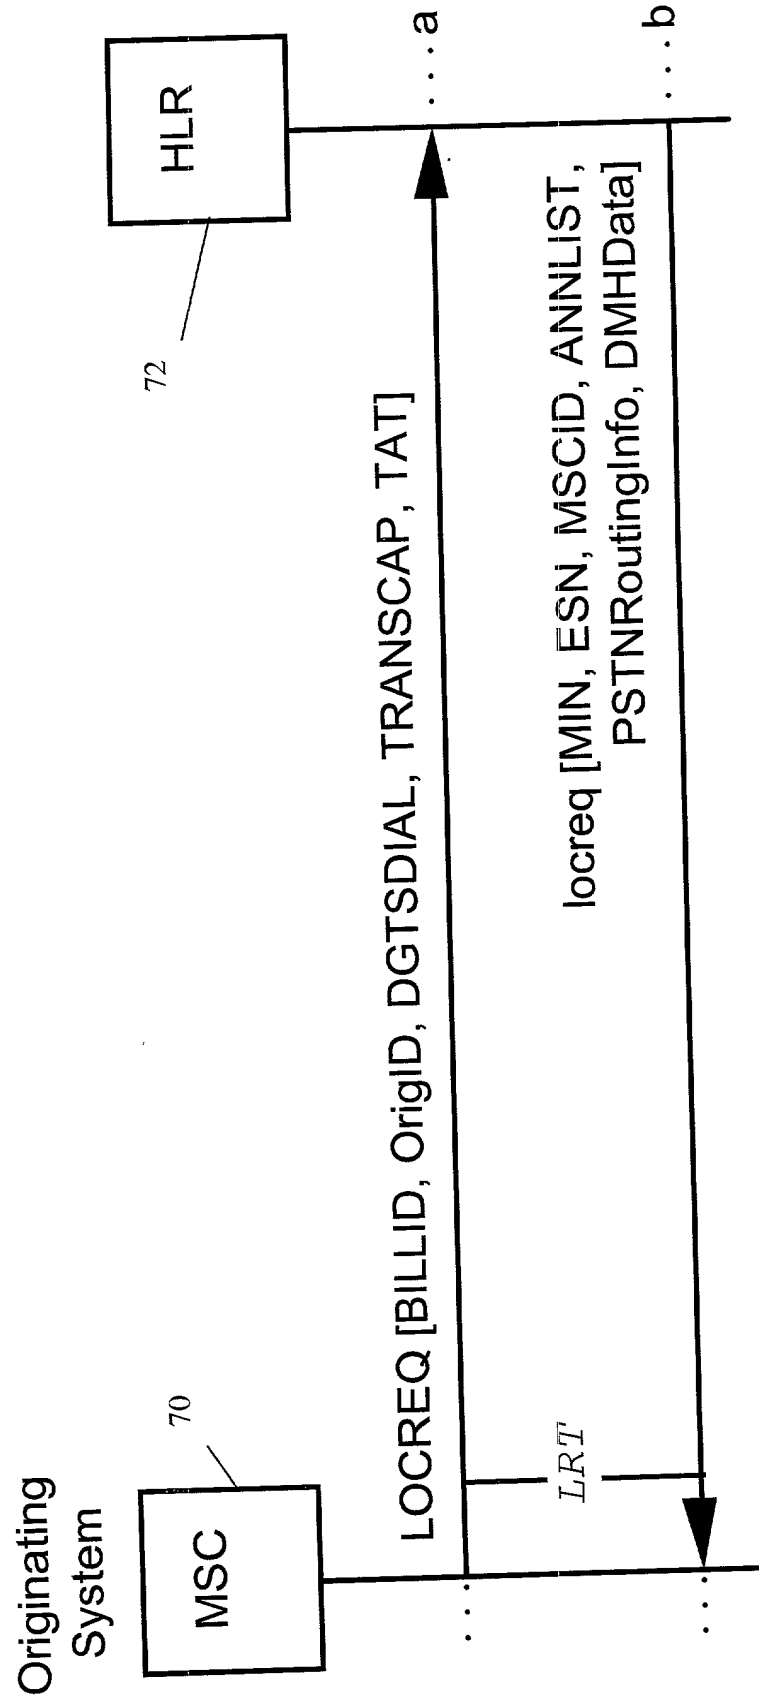 Originating
System
MSC
70
HLR
72
LOCREQ [BILLID, OrigID, DGTSDIAL, TRANSCAP, TAT]
. . . a
LRT
locreq [MIN, ESN, MSCID, ANNLIST,
PSTNRoutingInfo, DMHData]
. . . b